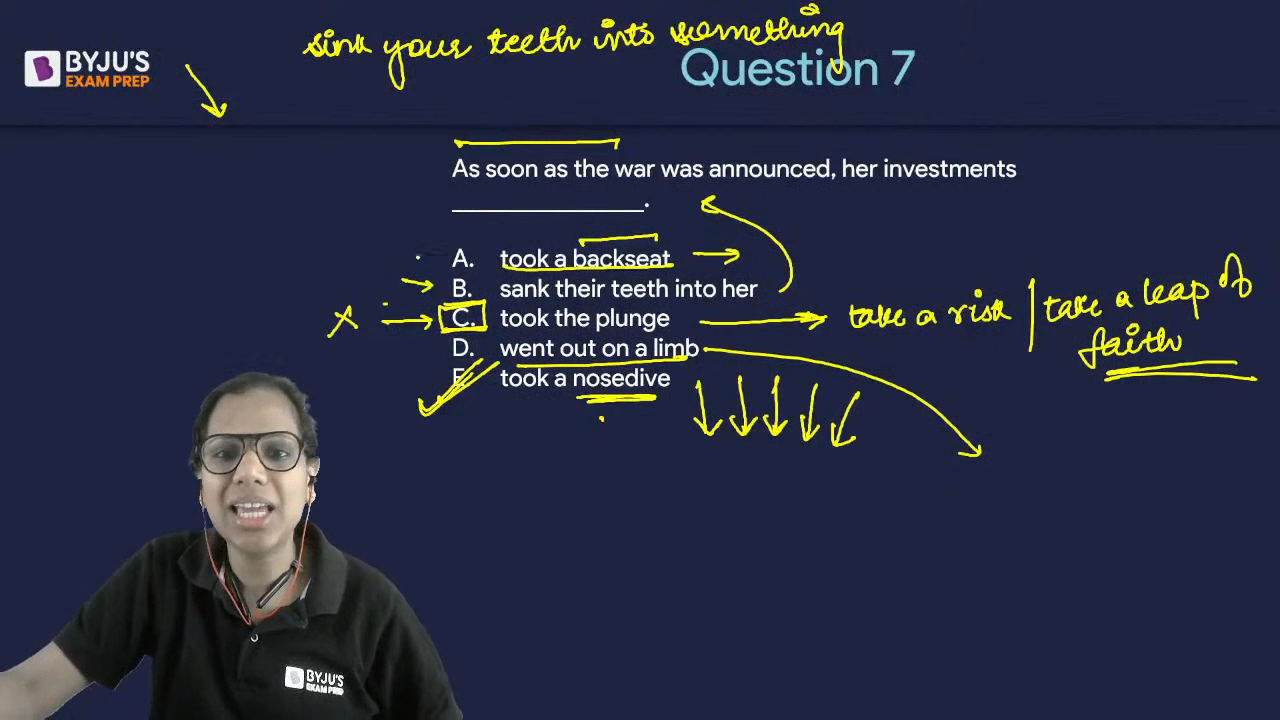 sink your teeth into something
BYJU'S
EXAM PREP
Question 7
As soon as the war was announced, her investments
_______________.
A. took a backseat
B. sank their teeth into her
C. took the plunge
take a risk | take a leap of
faith
D. went out on a limb
E. took a nosedive
BYJU'S
EXAM PREP